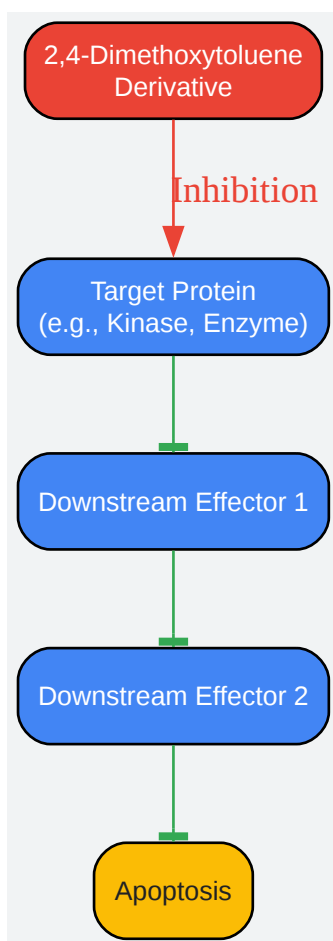 2,4-Dimethoxytoluene
Derivative
Inhibition
Target Protein
(e.g., Kinase, Enzyme)
Downstream Effector 1
Downstream Effector 2
Apoptosis